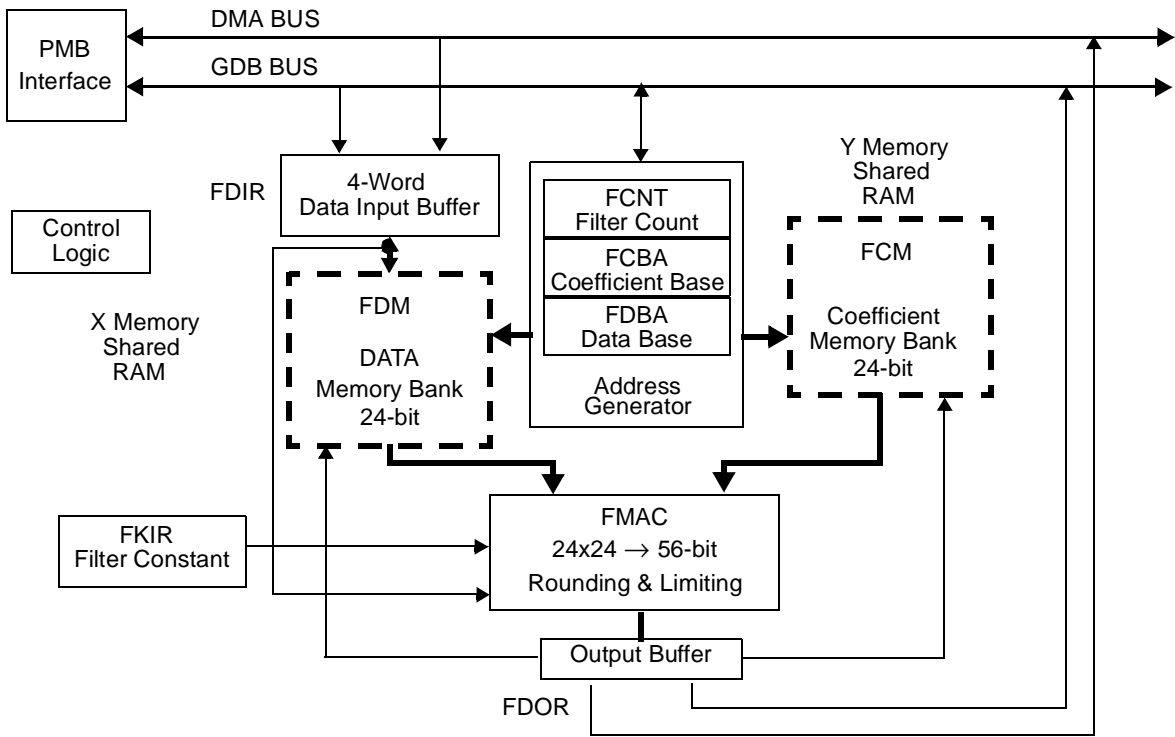 DMA BUS
PMB
Interface
GDB BUS
FDIR
4-Word
Data Input Buffer
FCNT
Filter Count
FCBA
Coefficient Base
FDBA
Data Base
Address
Generator
Y Memory
Shared
RAM
FCM
Coefficient
Memory Bank
24-bit
Control
Logic
X Memory
Shared
RAM
FDM
DATA
Memory Bank
24-bit
FKIR
Filter Constant
FMAC
24x24 → 56-bit
Rounding & Limiting
Output Buffer
FDOR